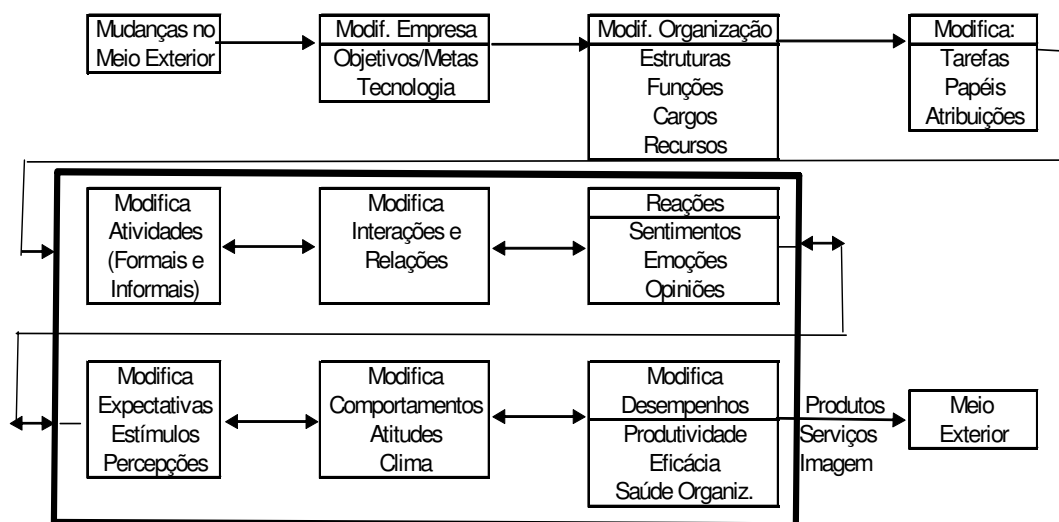 Mudanças no
Meio Exterior
Modif. Empresa
Objetivos/Metas
Tecnologia
Modif. Organização
Estruturas
Funções
Cargos
Recursos
Modifica:
Tarefas
Papéis
Atribuições
Modifica
Atividades
(Formais e
Informais)
Modifica
Interações e
Relações
Reações
Sentimentos
Emoções
Opiniões
Modifica
Expectativas
Estímulos
Percepções
Modifica
Comportamentos
Atitudes
Clima
Modifica
Desempenhos
Produtividade
Eficácia
Saúde Organiz.
Produtos
Serviços
Imagem
Meio
Exterior